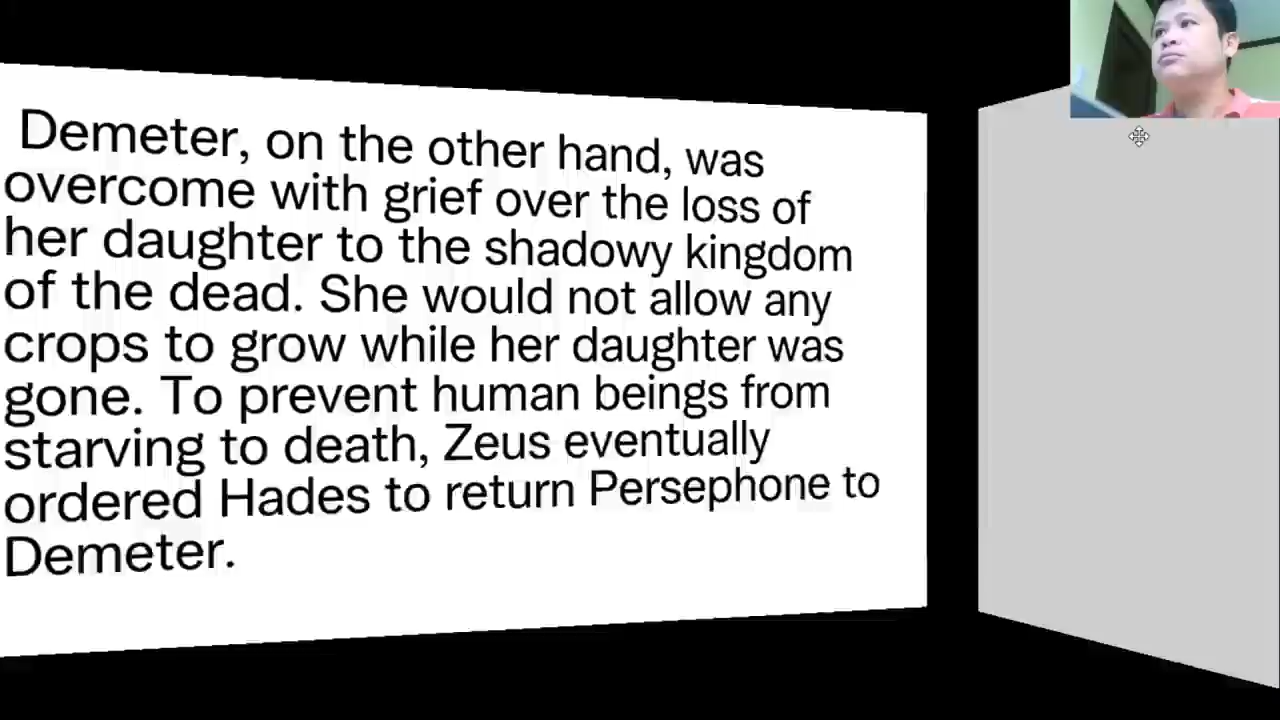 Demeter, on the other hand, was
overcome with grief over the loss of
her daughter to the shadowy kingdom
of the dead. She would not allow any
crops to grow while her daughter was
gone. To prevent human beings from
starving to death, Zeus eventually
ordered Hades to return Persephone to
Demeter.